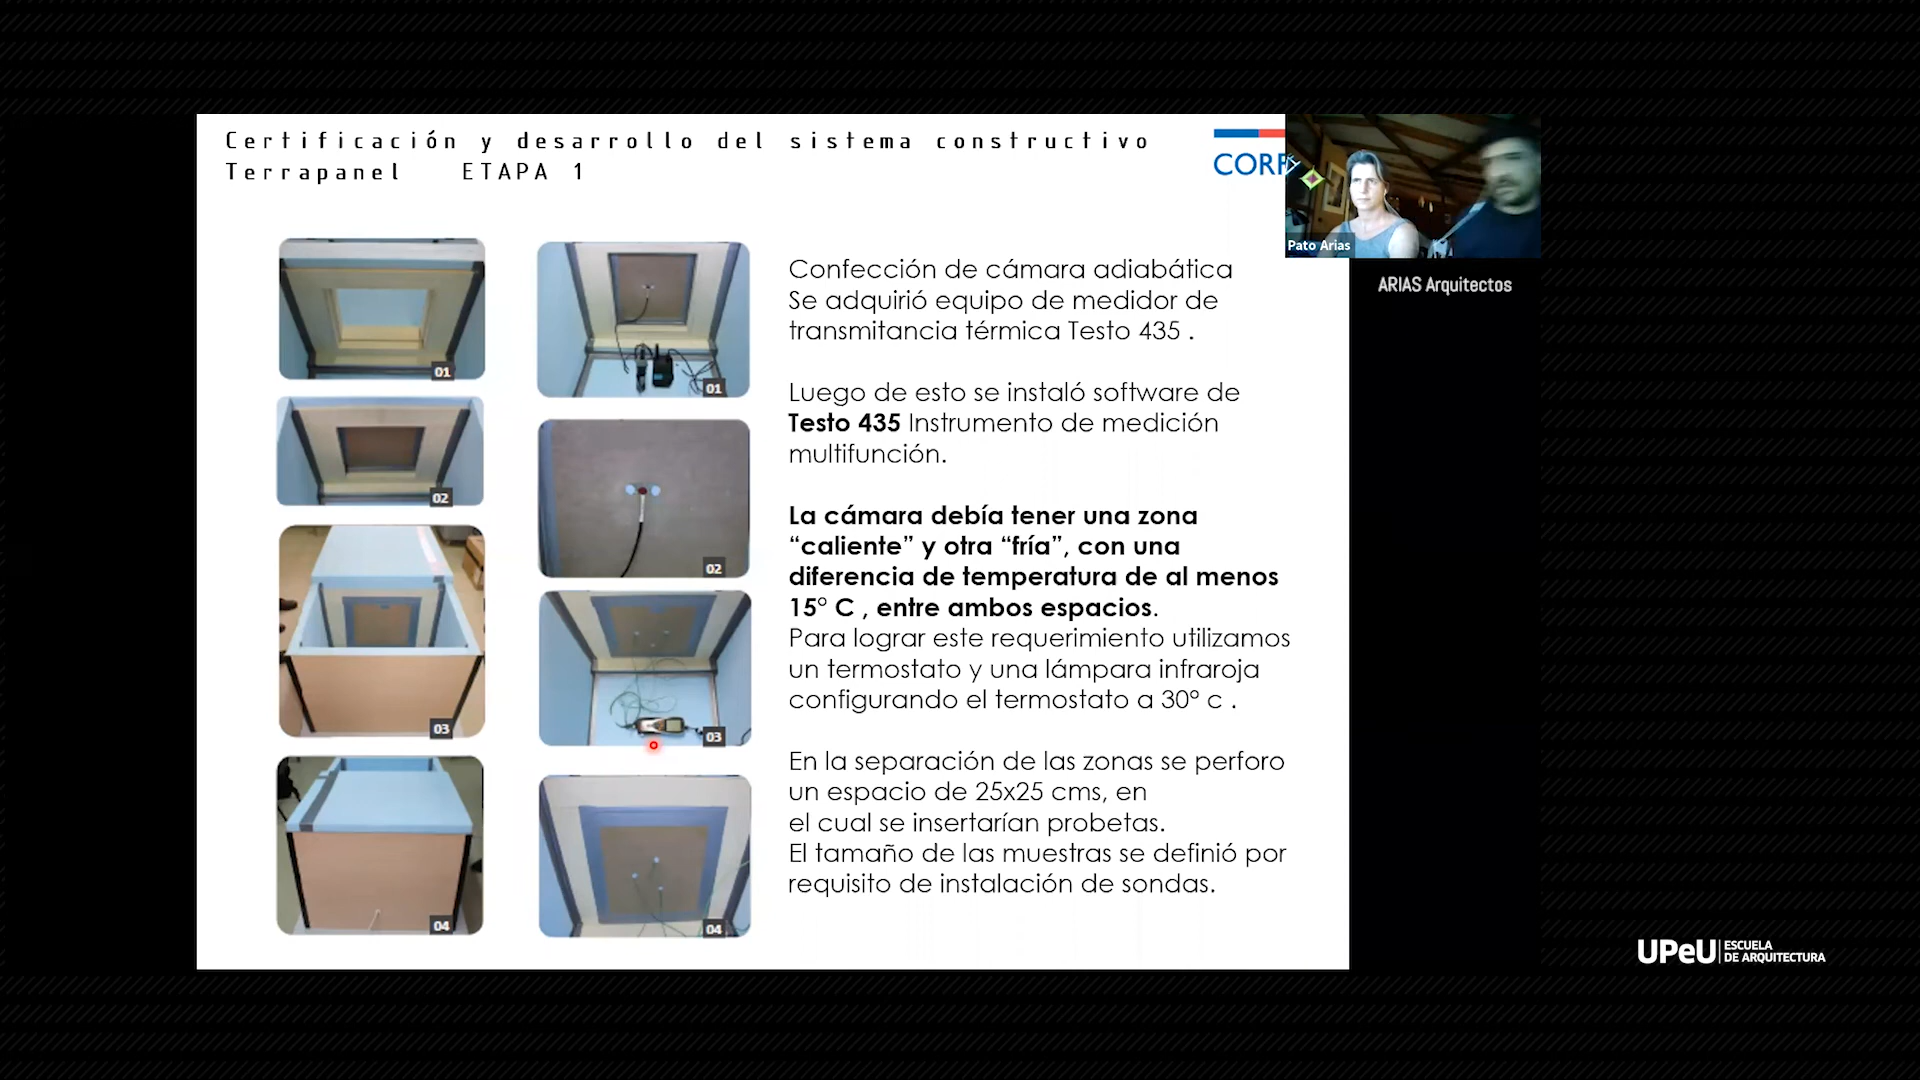 Certificación y desarrollo del sistema constructivo
Terrapanel ETAPA 1
CORF
Pato Arias
ARIAS Arquitectos
01
02
03
04
01
02
03
04
Confección de cámara adiabática
Se adquirió equipo de medidor de
transmitancia térmica Testo 435 .
Luego de esto se instaló software de
Testo 435 Instrumento de medición
multifunción.
La cámara debía tener una zona
“caliente” y otra “fría”, con una
diferencia de temperatura de al menos
15° C , entre ambos espacios.
Para lograr este requerimiento utilizamos
un termostato y una lámpara infraroja
configurando el termostato a 30° c .
En la separación de las zonas se perforo
un espacio de 25x25 cms, en
el cual se insertarían probetas.
El tamaño de las muestras se definió por
requisito de instalación de sondas.
UPeU ESCUELA
DE ARQUITECTURA